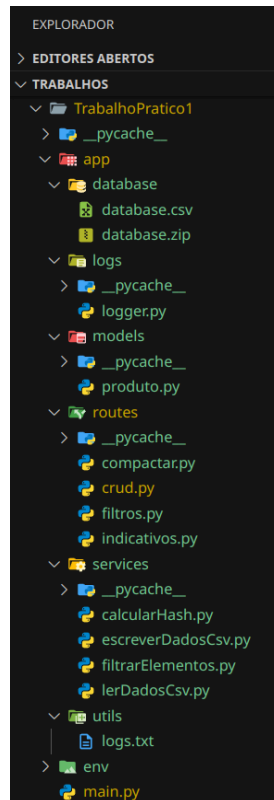 EXPLORADOR
EDITORES ABERTOS
TRABALHOS
TrabalhoPratico1
__pycache__
app
database
database.csv
database.zip
logs
__pycache__
logger.py
models
__pycache__
produto.py
routes
__pycache__
compactar.py
crud.py
filtros.py
indicativos.py
services
__pycache__
calcularHash.py
escreverDadosCsv.py
filtrarElementos.py
lerDadosCsv.py
utils
logs.txt
env
main.py